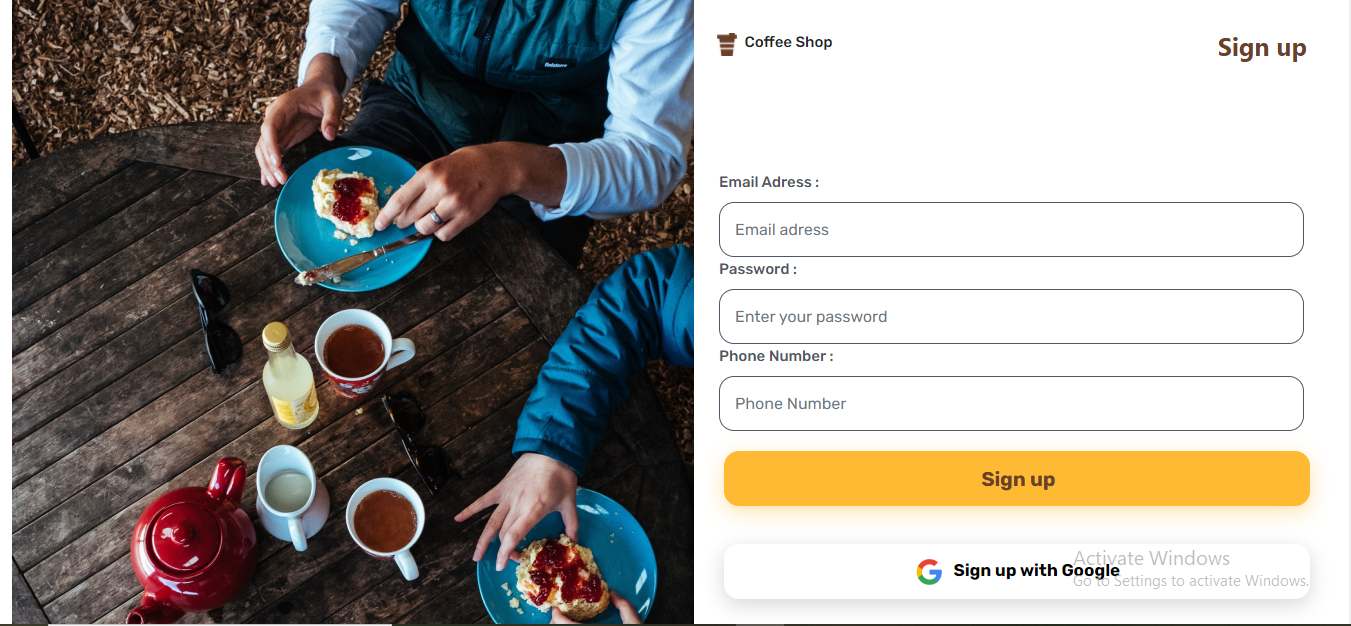 Coffee Shop
Sign up
Email Adress :
Email adress
Password :
Enter your password
Phone Number :
Phone Number
Sign up
Sign up with Google
Activate Windows
Go to Settings to activate Windows.